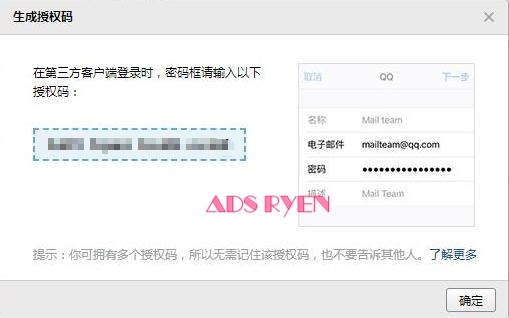 生成授权码
在第三方客户端登录时，密码框请输入以下
授权码：
取消 QQ 下一步
名称 Mail team
电子邮件 mailteam@qq.com
密码 ●●●●●●●●●●●●●●●●
描述 Mail Team
ADS RYEN
提示：你可拥有多个授权码，所以无需记住该授权码，也不要告诉其他人。了解更多
确定